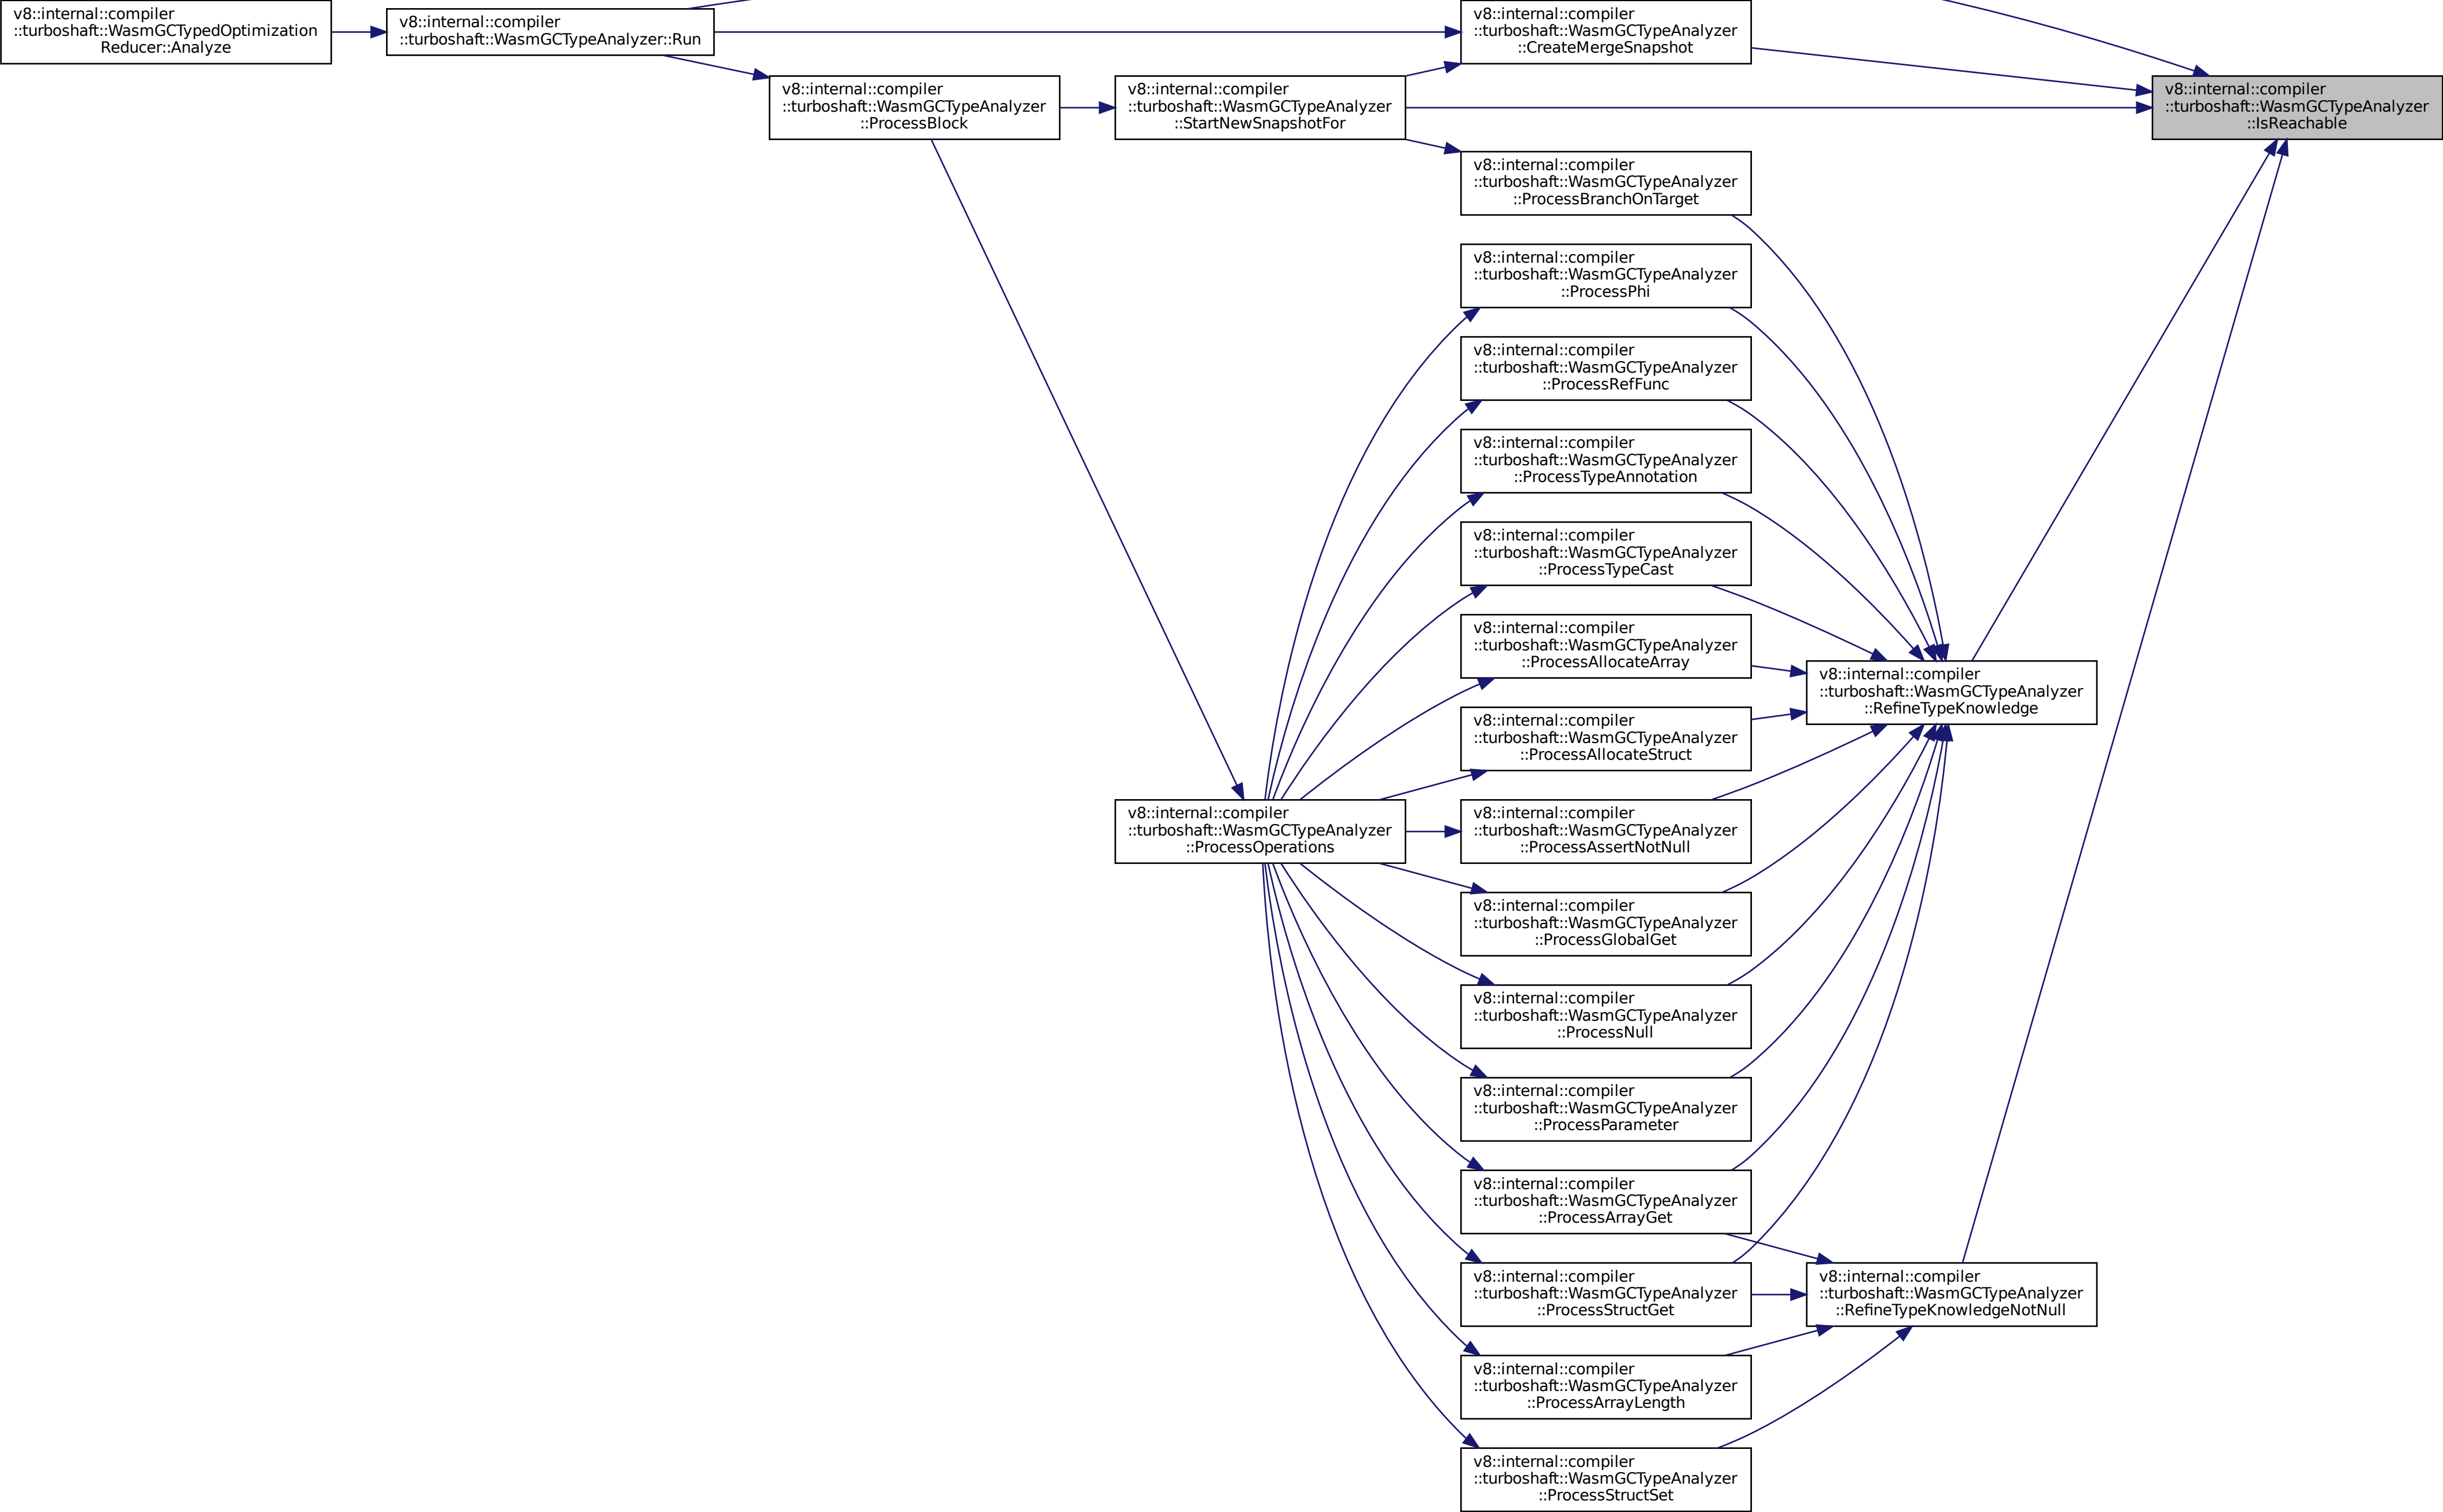 v8::internal::compiler
::turboshaft::WasmGCTypedOptimization
Reducer::Analyze
v8::internal::compiler
::turboshaft::WasmGCTypeAnalyzer::Run
v8::internal::compiler
::turboshaft::WasmGCTypeAnalyzer
::CreateMergeSnapshot
v8::internal::compiler
::turboshaft::WasmGCTypeAnalyzer
::ProcessBlock
v8::internal::compiler
::turboshaft::WasmGCTypeAnalyzer
::StartNewSnapshotFor
v8::internal::compiler
::turboshaft::WasmGCTypeAnalyzer
::IsReachable
v8::internal::compiler
::turboshaft::WasmGCTypeAnalyzer
::ProcessBranchOnTarget
v8::internal::compiler
::turboshaft::WasmGCTypeAnalyzer
::ProcessPhi
v8::internal::compiler
::turboshaft::WasmGCTypeAnalyzer
::ProcessRefFunc
v8::internal::compiler
::turboshaft::WasmGCTypeAnalyzer
::ProcessTypeAnnotation
v8::internal::compiler
::turboshaft::WasmGCTypeAnalyzer
::ProcessTypeCast
v8::internal::compiler
::turboshaft::WasmGCTypeAnalyzer
::ProcessAllocateArray
v8::internal::compiler
::turboshaft::WasmGCTypeAnalyzer
::RefineTypeKnowledge
v8::internal::compiler
::turboshaft::WasmGCTypeAnalyzer
::ProcessAllocateStruct
v8::internal::compiler
::turboshaft::WasmGCTypeAnalyzer
::ProcessOperations
v8::internal::compiler
::turboshaft::WasmGCTypeAnalyzer
::ProcessAssertNotNull
v8::internal::compiler
::turboshaft::WasmGCTypeAnalyzer
::ProcessGlobalGet
v8::internal::compiler
::turboshaft::WasmGCTypeAnalyzer
::ProcessNull
v8::internal::compiler
::turboshaft::WasmGCTypeAnalyzer
::ProcessParameter
v8::internal::compiler
::turboshaft::WasmGCTypeAnalyzer
::ProcessArrayGet
v8::internal::compiler
::turboshaft::WasmGCTypeAnalyzer
::ProcessStructGet
v8::internal::compiler
::turboshaft::WasmGCTypeAnalyzer
::RefineTypeKnowledgeNotNull
v8::internal::compiler
::turboshaft::WasmGCTypeAnalyzer
::ProcessArrayLength
v8::internal::compiler
::turboshaft::WasmGCTypeAnalyzer
::ProcessStructSet